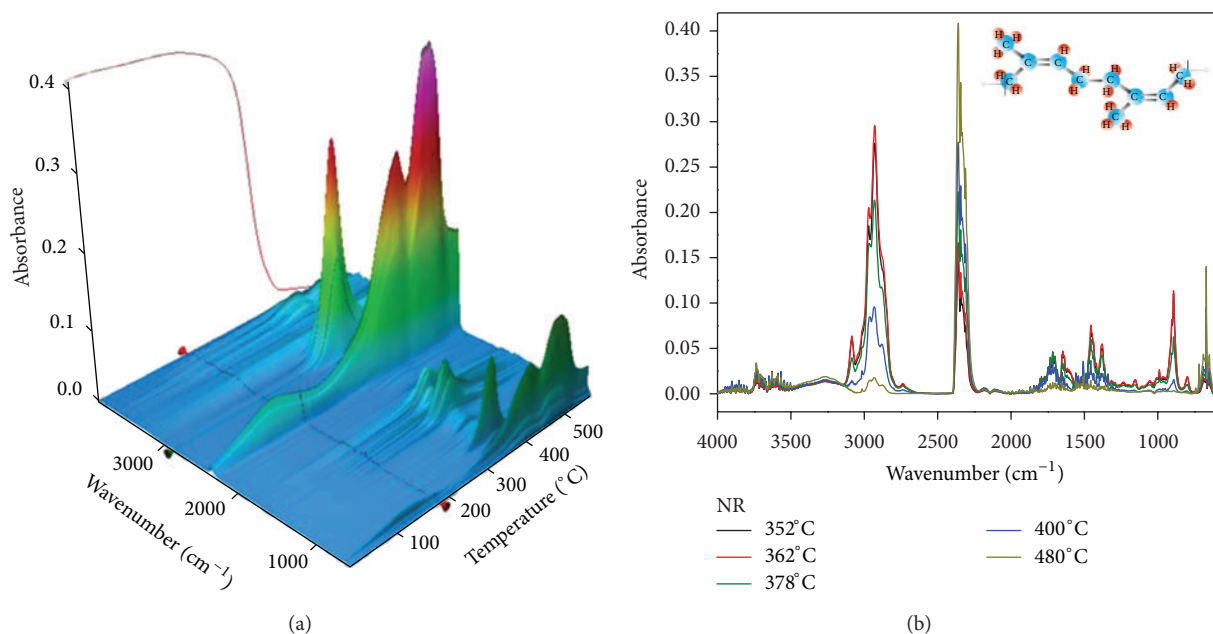 0.4
0.3
0.2
0.1
0.0
Absorbance
3000
2000
1000
Wavenumber (cm⁻¹)
100
200
300
400
500
Temperature (°C)
(a)
0.40
0.35
0.30
0.25
0.20
0.15
0.10
0.05
0.00
Absorbance
H
H
C
H
H
C
C
H
C
H
H
C
H
H
C
H
C
C
H
H
C
H
H
C
H
H
H
C
H
H
4000 3500 3000 2500 2000 1500 1000
Wavenumber (cm⁻¹)
NR
352°C
362°C
378°C
400°C
480°C
(b)